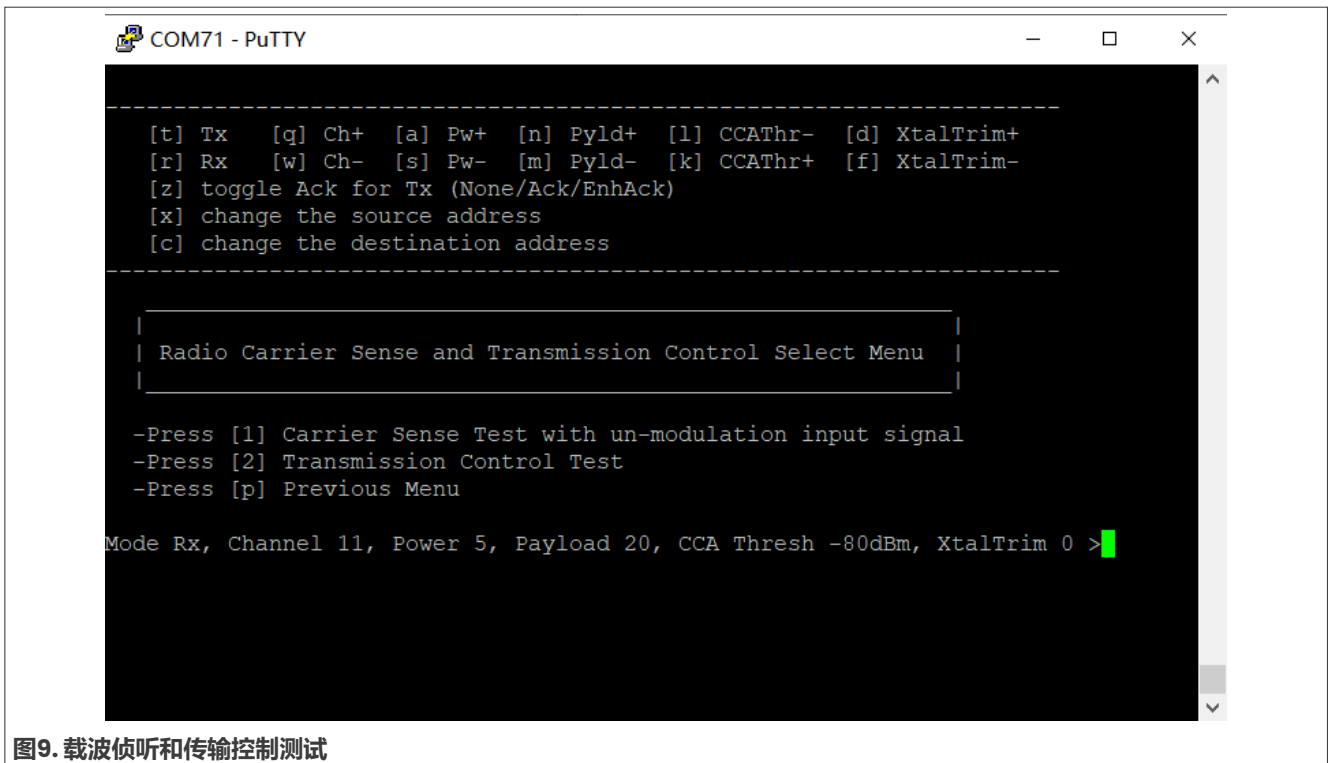 COM71 - PuTTY
----------------------------------------------------------------------
[t] Tx [q] Ch+ [a] Pw+ [n] Pyld+ [l] CCAThr- [d] XtalTrim+
[r] Rx [w] Ch- [s] Pw- [m] Pyld- [k] CCAThr+ [f] XtalTrim-
[z] toggle Ack for Tx (None/Ack/EnhAck)
[x] change the source address
[c] change the destination address
----------------------------------------------------------------------
| Radio Carrier Sense and Transmission Control Select Menu |
-Press [1] Carrier Sense Test with un-modulation input signal
-Press [2] Transmission Control Test
-Press [p] Previous Menu
Mode Rx, Channel 11, Power 5, Payload 20, CCA Thresh -80dBm, XtalTrim 0 >
图9. 载波侦听和传输控制测试